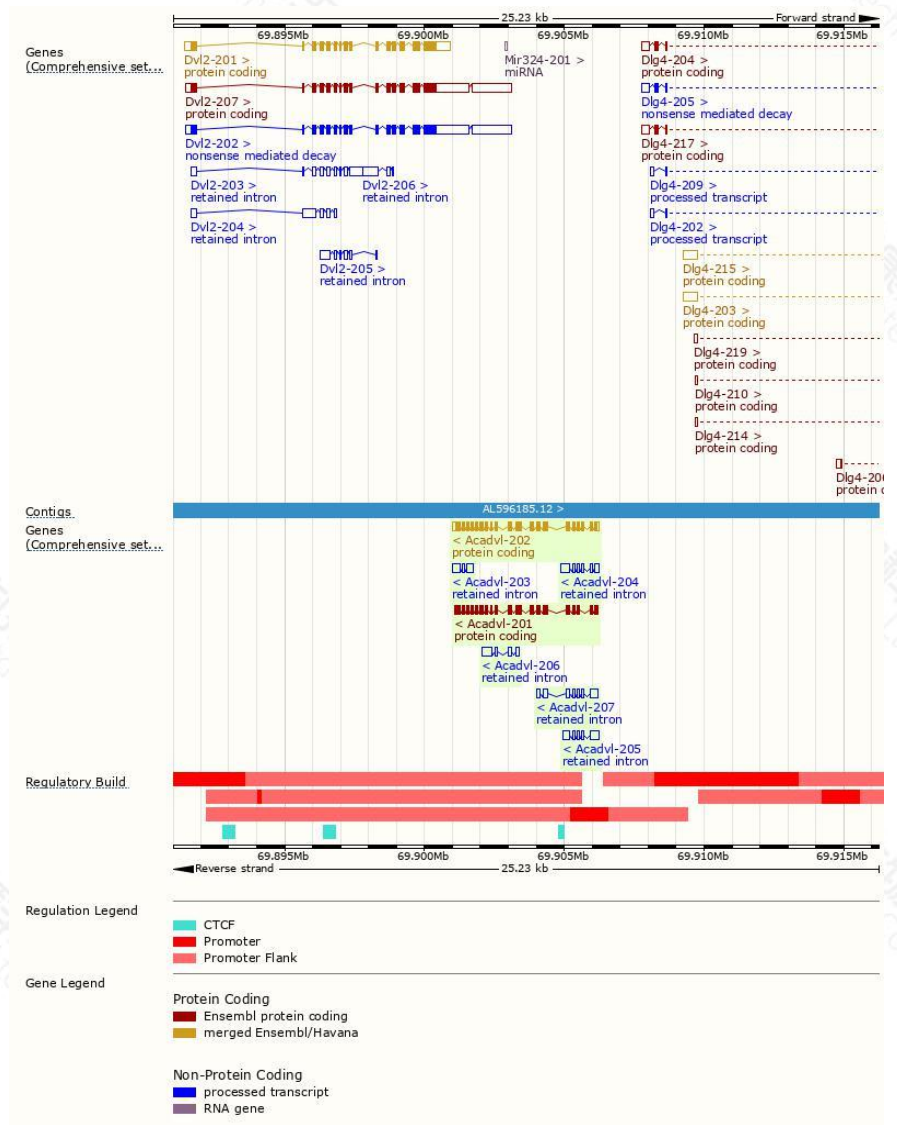 25.23 kb Forward strand
69.895Mb 69.900Mb 69.905Mb 69.910Mb 69.915Mb
Genes
(Comprehensive set...
Dvl2-201 >
protein coding
Mir324-201 >
miRNA
Dlg4-204 >
protein coding
Dvl2-207 >
protein coding
Dlg4-205 >
nonsense mediated decay
Dvl2-202 >
nonsense mediated decay
Dlg4-217 >
protein coding
Dvl2-203 >
retained intron
Dvl2-206 >
retained intron
Dlg4-209 >
processed transcript
Dvl2-204 >
retained intron
Dlg4-202 >
processed transcript
Dvl2-205 >
retained intron
Dlg4-215 >
protein coding
Dlg4-203 >
protein coding
Dlg4-219 >
protein coding
Dlg4-210 >
protein coding
Dlg4-214 >
protein coding
Dlg4-20
protein
Contigs
AL596185.12 >
Genes
(Comprehensive set...
< Acadvl-202
protein coding
< Acadvl-203
retained intron
< Acadvl-204
retained intron
< Acadvl-201
protein coding
< Acadvl-206
retained intron
< Acadvl-207
retained intron
< Acadvl-205
retained intron
Regulatory Build
69.895Mb 69.900Mb 69.905Mb 69.910Mb 69.915Mb
Reverse strand 25.23 kb
Regulation Legend
CTCF
Promoter
Promoter Flank
Gene Legend
Protein Coding
Ensembl protein coding
merged Ensembl/Havana
Non-Protein Coding
processed transcript
RNA gene